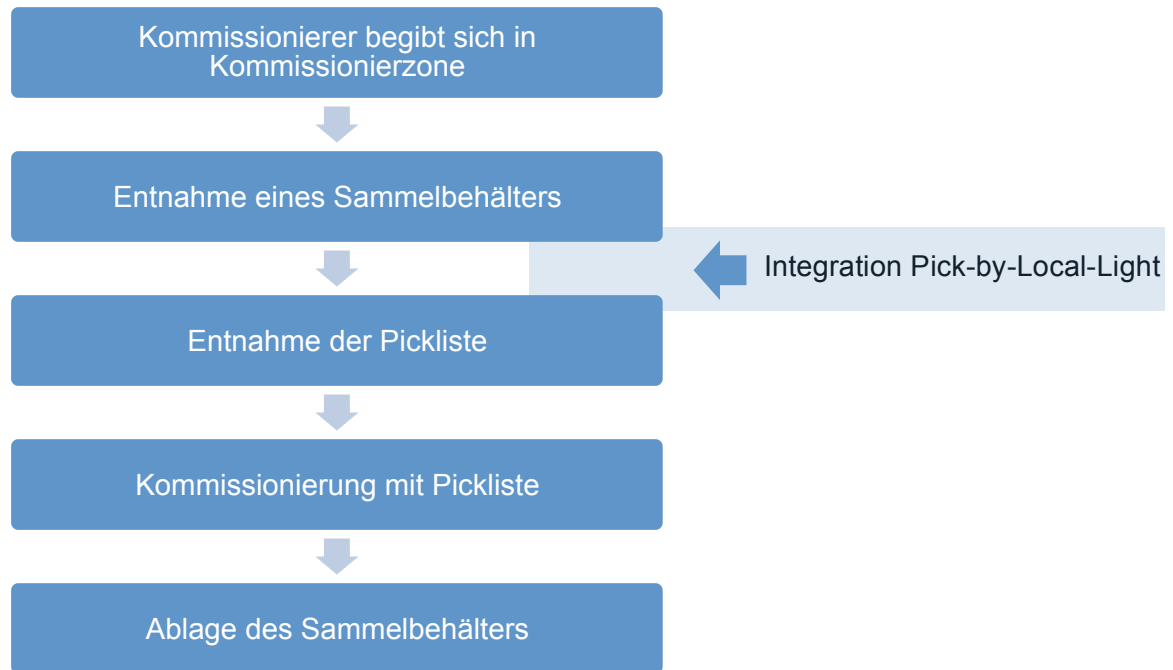 Kommissionierer begibt sich in
Kommissionierzone
Entnahme eines Sammelbehälters
Integration Pick-by-Local-Light
Entnahme der Pickliste
Kommissionierung mit Pickliste
Ablage des Sammelbehälters